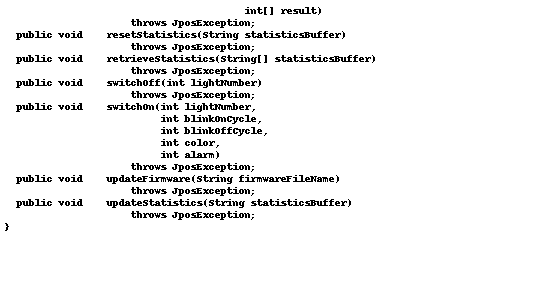 int[] result)
throws JposException;
public void resetStatistics(String statisticsBuffer)
throws JposException;
public void retrieveStatistics(String[] statisticsBuffer)
throws JposException;
public void switchOff(int lightNumber)
throws JposException;
public void switchOn(int lightNumber,
int blinkOnCycle,
int blinkOffCycle,
int color,
int alarm)
throws JposException;
public void updateFirmware(String firmwareFileName)
throws JposException;
public void updateStatistics(String statisticsBuffer)
throws JposException;
}